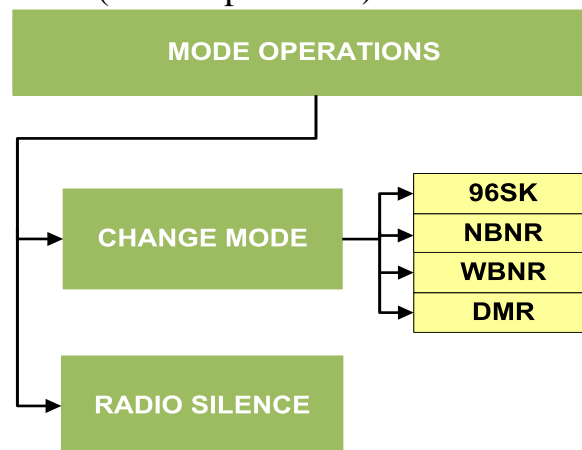 MODE OPERATIONS
CHANGE MODE
96SK
NBNR
WBNR
DMR
RADIO SILENCE